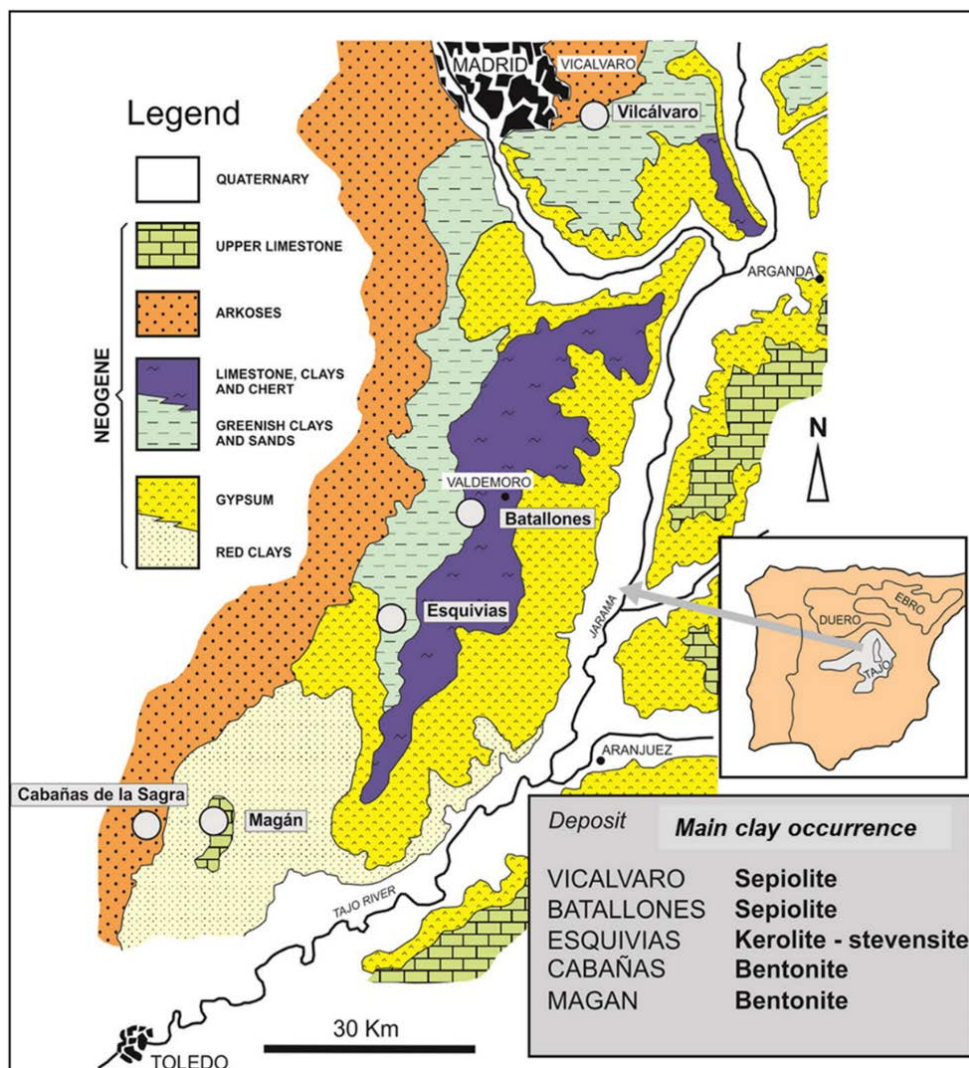 MADRID
VICALVARO
Vilcálvaro
Legend
QUATERNARY
NEOGENE
UPPER LIMESTONE
ARKOSES
LIMESTONE, CLAYS
AND CHERT
GREENISH CLAYS
AND SANDS
GYPSUM
RED CLAYS
ARGANDA
N
VALDEMORO
Batallones
Esquivias
JARAMA
EBRO
DUERO
TAJO
ARANJUEZ
Cabañas de la Sagra
Magán
TAJO RIVER
TOLEDO
30 Km
Deposit Main clay occurrence
VICALVARO Sepiolite
BATALLONES Sepiolite
ESQUIVIAS Kerolite - stevensite
CABAÑAS Bentonite
MAGAN Bentonite